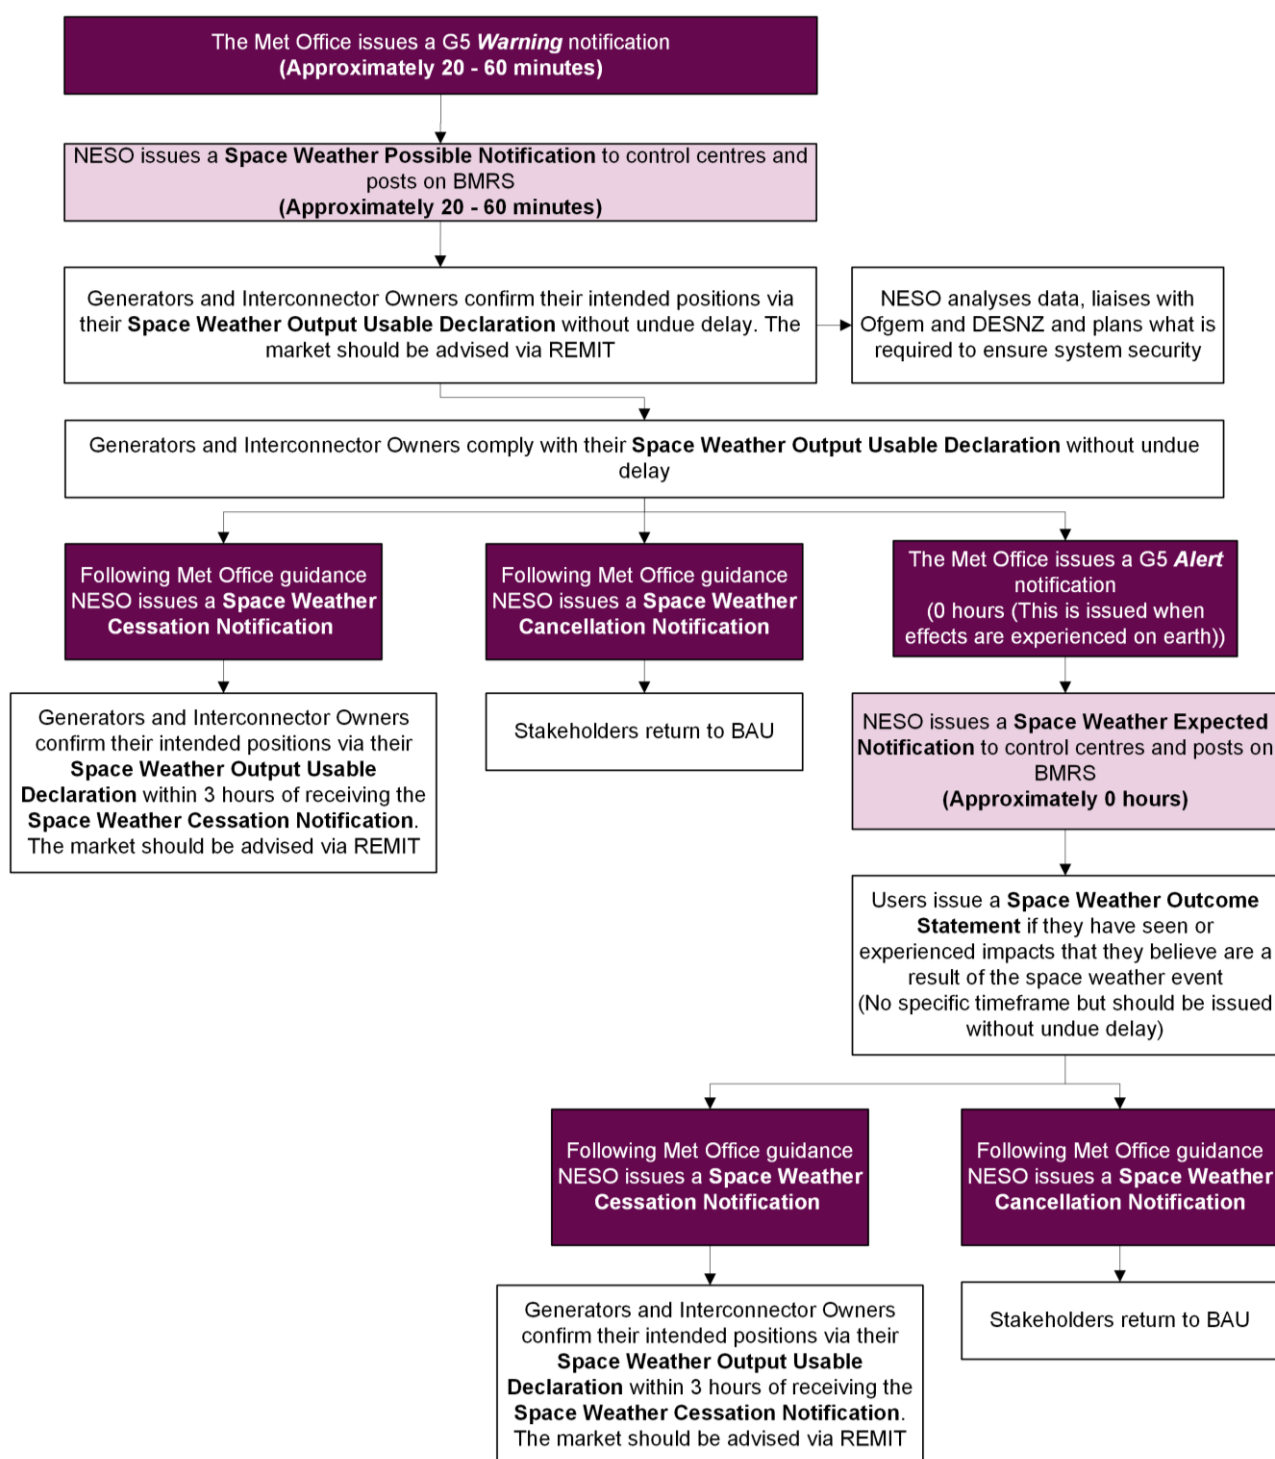 The Met Office issues a G5 Warning notification
(Approximately 20 - 60 minutes)
NESO issues a Space Weather Possible Notification to control centres and
posts on BMRS
(Approximately 20 - 60 minutes)
Generators and Interconnector Owners confirm their intended positions via
their Space Weather Output Usable Declaration without undue delay. The
market should be advised via REMIT
NESO analyses data, liaises with
Ofgem and DESNZ and plans what is
required to ensure system security
Generators and Interconnector Owners comply with their Space Weather Output Usable Declaration without undue
delay
Following Met Office guidance
NESO issues a Space Weather
Cessation Notification
Following Met Office guidance
NESO issues a Space Weather
Cancellation Notification
The Met Office issues a G5 Alert
notification
(0 hours (This is issued when
effects are experienced on earth))
Generators and Interconnector Owners
confirm their intended positions via their
Space Weather Output Usable
Declaration within 3 hours of receiving the
Space Weather Cessation Notification.
The market should be advised via REMIT
Stakeholders return to BAU
NESO issues a Space Weather Expected
Notification to control centres and posts on
BMRS
(Approximately 0 hours)
Users issue a Space Weather Outcome
Statement if they have seen or
experienced impacts that they believe are a
result of the space weather event
(No specific timeframe but should be issued
without undue delay)
Following Met Office guidance
NESO issues a Space Weather
Cessation Notification
Following Met Office guidance
NESO issues a Space Weather
Cancellation Notification
Generators and Interconnector Owners
confirm their intended positions via their
Space Weather Output Usable
Declaration within 3 hours of receiving the
Space Weather Cessation Notification.
The market should be advised via REMIT
Stakeholders return to BAU